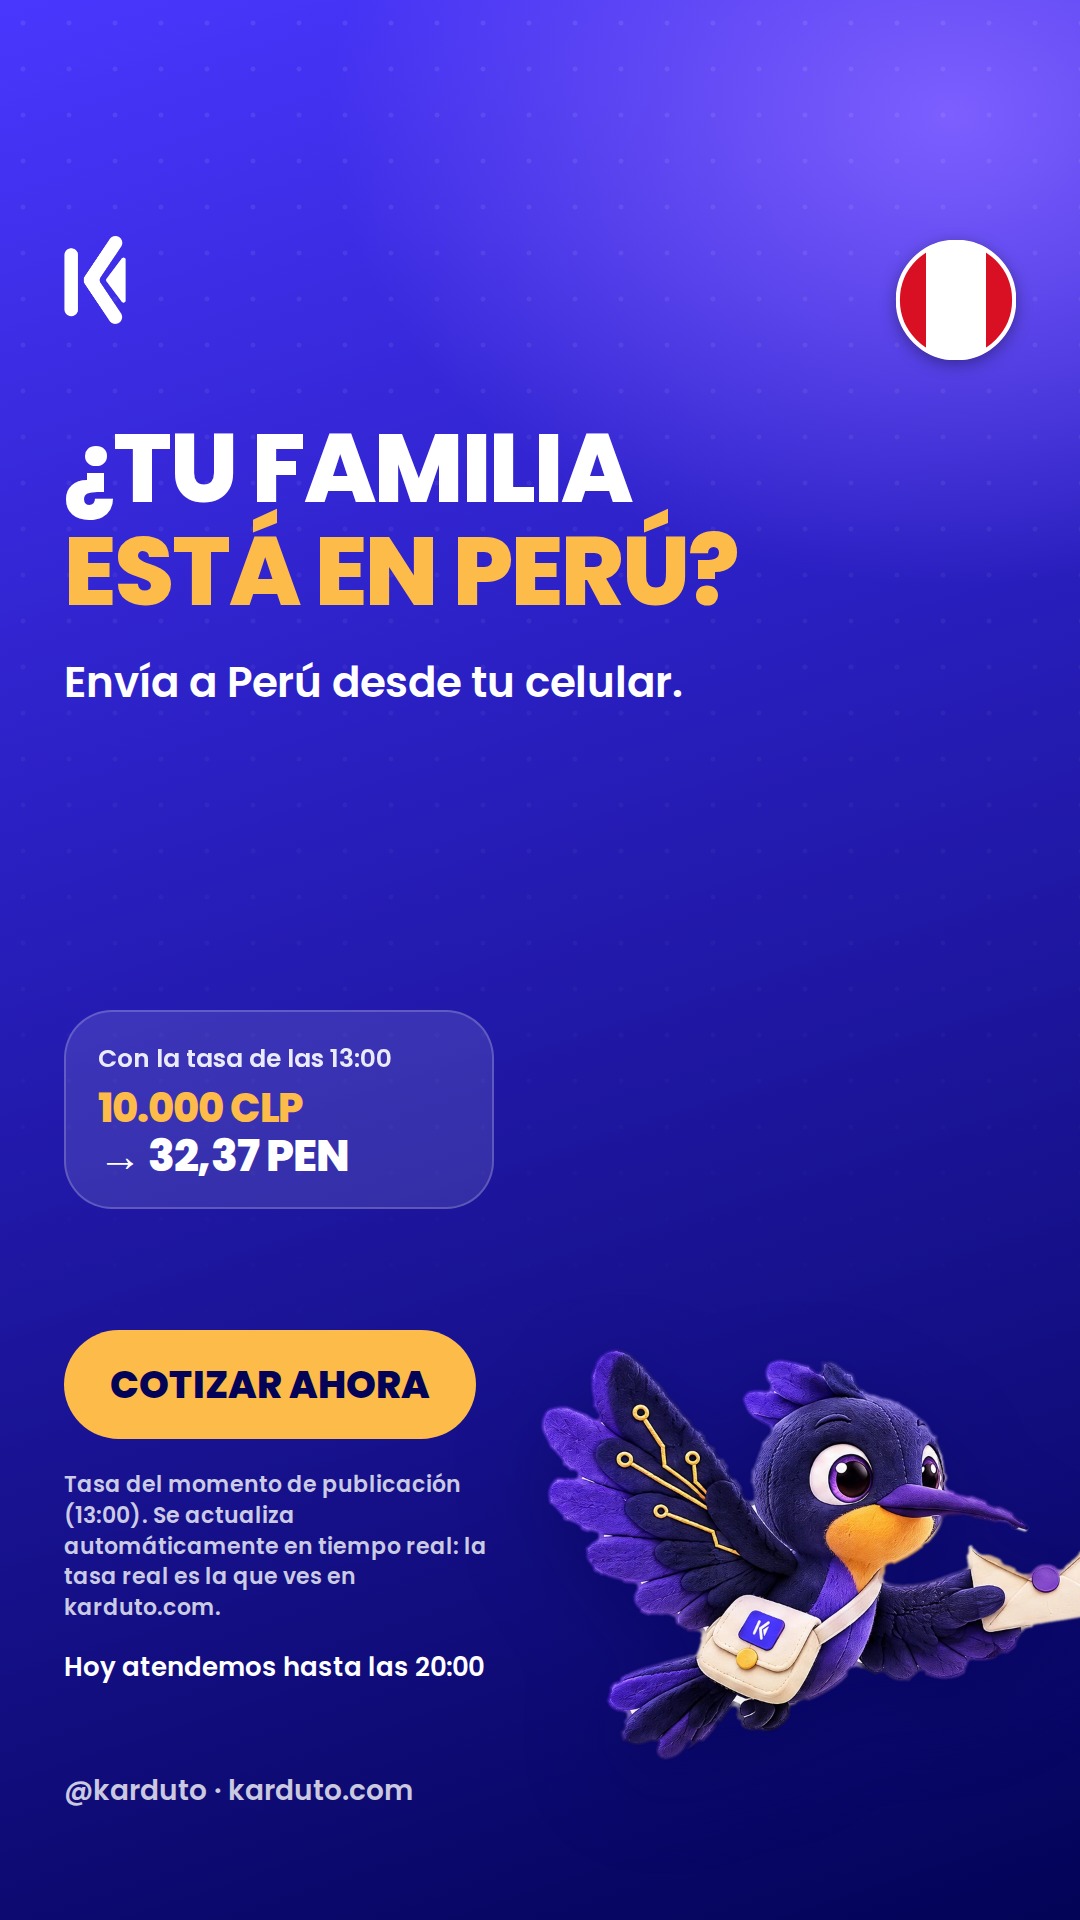 ¿TU FAMILIA
ESTÁ EN PERÚ?
Envía a Perú desde tu celular.
Con la tasa de las 13:00
10.000 CLP
→ 32,37 PEN
COTIZAR AHORA
Tasa del momento de publicación
(13:00). Se actualiza
automáticamente en tiempo real: la
tasa real es la que ves en
karduto.com.
Hoy atendemos hasta las 20:00
@karduto · karduto.com